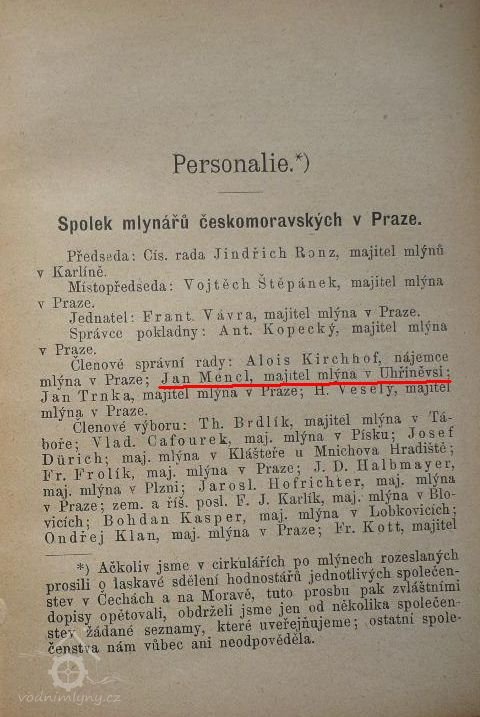 Personalie.*)
Spolek mlynářů českomoravských v Praze.
Předseda: Cís. rada Jindřich Ronz, majitel mlýnů
v Karlíně.
Místopředseda: Vojtěch Štěpánek, majitel mlýna
v Praze.
Jednatel: Frant. Vávra, majitel mlýna v Praze.
Správce pokladny: Ant. Kopecký, majitel mlýna
v Praze.
Členové správní rady: Alois Kirchhof, nájemce
mlýna v Praze; Jan Mencl, majitel mlýna v Uhříněvsi;
Jan Trnka, majitel mlýna v Praze; H. Veselý, majitel
mlýna v Praze.
Členové výboru: Th. Brdlík, majitel mlýna v Tá-
boře; Vlad. Cafourek, maj. mlýna v Písku; Josef
Dürich; maj. mlýna v Klášteře u Mnichova Hradiště;
Fr. Frolík, maj. mlýna v Praze; J. D. Halbmayer,
maj. mlýna v Plzni; Jarosl. Hofrichter, maj. mlýna
v Praze; zem. a říš. posl. F. J. Karlík, maj. mlýna v Blo-
vicích; Bohdan Kasper, maj. mlýna v Lobkovicích;
Ondřej Klan, maj. mlýna v Praze; Fr. Kott, majitel
*) Ačkoliv jsme v cirkulářích po mlýnech rozeslaných
prosili o laskavé sdělení hodnostářů jednotlivých společen-
stev v Čechách a na Moravě, tuto prosbu pak zvláštními
dopisy opětovali, obdrželi jsme jen od několika společen-
stev žádané seznamy, které uveřejňujeme; ostatní spole-
čenstva nám vůbec ani neodpověděla.
vodnimlyny.cz